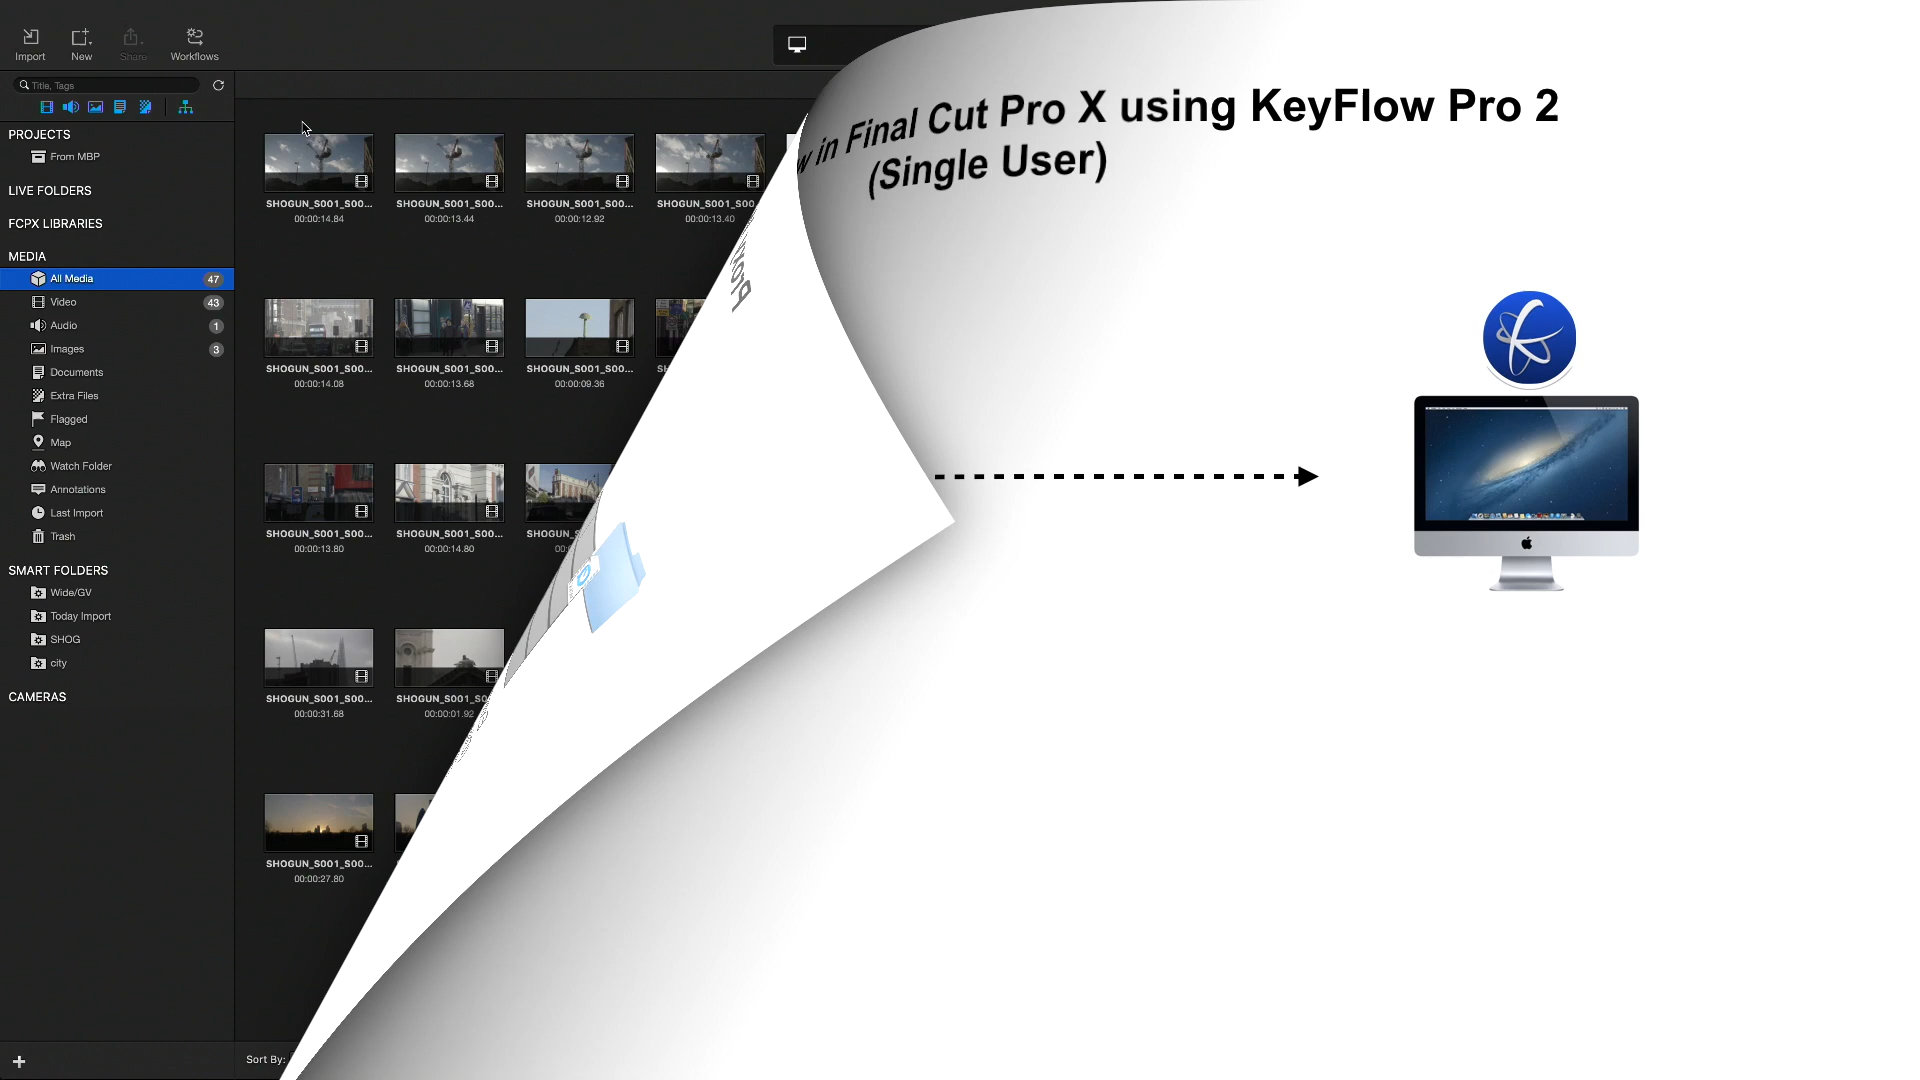 Import New Share Workflows
Title, Tags
PROJECTS
From MBP
LIVE FOLDERS
FCPX LIBRARIES
MEDIA
All Media 47
Video 43
Audio 1
Images 3
Documents
Extra Files
Flagged
Map
Watch Folder
Annotations
Last Import
Trash
SMART FOLDERS
Wide/GV
Today Import
SHOG
city
CAMERAS
SHOGUN_S001_S00... SHOGUN_S001_S00... SHOGUN_S001_S00... SHOGUN_S001_S00
00:00:14.84 00:00:13.44 00:00:12.92 00:00:13.40
SHOGUN_S001_S00... SHOGUN_S001_S00... SHOGUN_S001_S00... SH
00:00:14.08 00:00:13.68 00:00:09.36
SHOGUN_S001_S00... SHOGUN_S001_S00... SHOGUN_S
00:00:13.80 00:00:14.80 00:
SHOGUN_S001_S00... SHOGUN_S001_S0
00:00:31.68 00:00:01.92
SHOGUN_S001_S00...
00:00:27.80
Sort By:
w in Final Cut Pro X using KeyFlow Pro 2
(Single User)